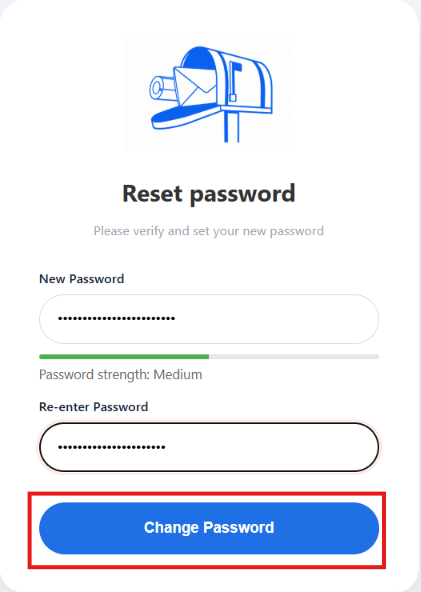 Reset password
Please verify and set your new password
New Password
••••••••••••••••••••••••
Password strength: Medium
Re-enter Password
••••••••••••••••••••••
Change Password